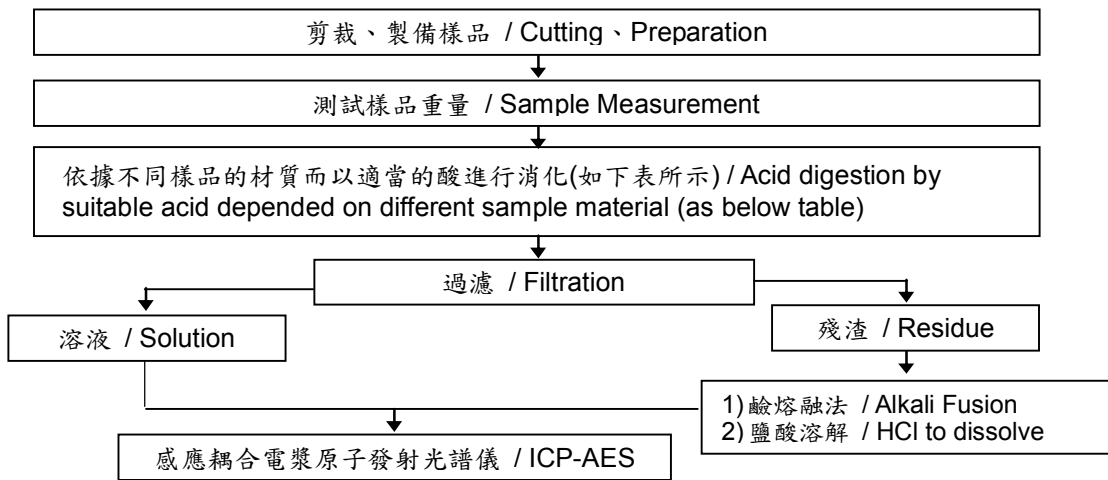 剪裁、製備樣品 / Cutting、Preparation
測試樣品重量 / Sample Measurement
依據不同樣品的材質而以適當的酸進行消化(如下表所示) / Acid digestion by
suitable acid depended on different sample material (as below table)
過濾 / Filtration
溶液 / Solution
殘渣 / Residue
1) 鹼熔融法 / Alkali Fusion
2) 鹽酸溶解 / HCl to dissolve
感應耦合電漿原子發射光譜儀 / ICP-AES